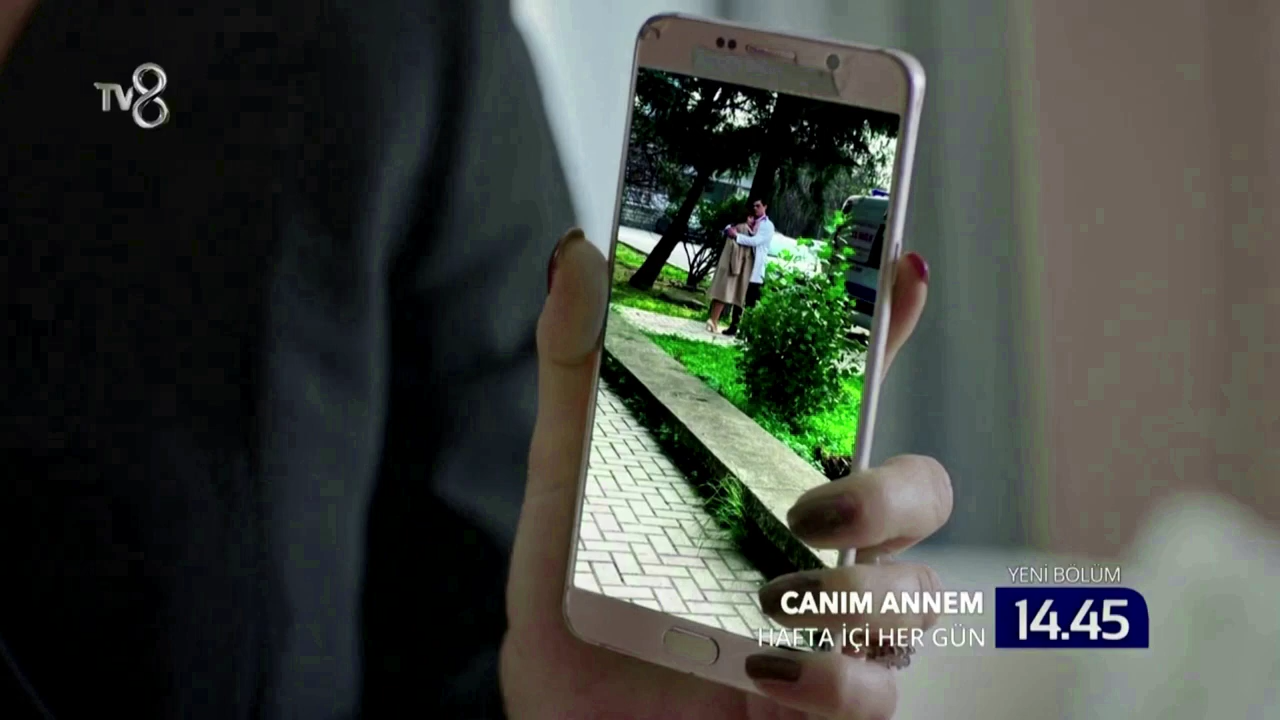 TV8
YENİ BÖLÜM
CANIM ANNEM
14.45
HAFTA İÇİ HER GÜN